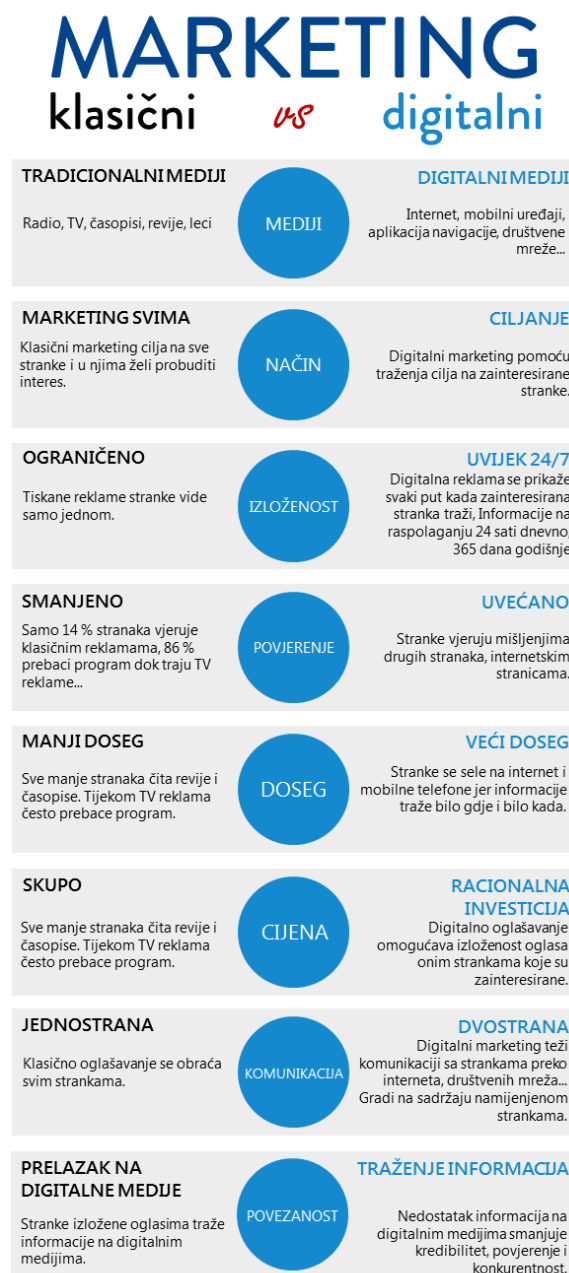 MARKETING
klasični vs digitalni
TRADICIONALNI MEDIJI
Radio, TV, časopisi, revije, leci
MEDIJI
DIGITALNI MEDIJI
Internet, mobilni uređaji,
aplikacija navigacije, društvene
mreže...
MARKETING SVIMA
Klasični marketing cilja na sve
stranke i u njima želi probuditi
interes.
NAČIN
CILJANJE
Digitalni marketing pomoću
traženja cilja na zainteresirane
stranke.
OGRANIČENO
Tiskane reklame stranke vide
samo jednom.
IZLOŽENOST
UVIJEK 24/7
Digitalna reklama se prikaže
svaki put kada zainteresirana
stranka traži, Informacije na
raspolaganju 24 sati dnevno,
365 dana godišnje
SMANJENO
Samo 14 % stranaka vjeruje
klasičnim reklamama, 86 %
prebaci program dok traju TV
reklame...
POVJERENJE
UVEĆANO
Stranke vjeruju mišljenjima
drugih stranaka, internetskim
stranicama.
MANJI DOSEG
Sve manje stranaka čita revije i
časopise. Tijekom TV reklama
često prebace program.
DOSEG
VEĆI DOSEG
Stranke se sele na internet i
mobilne telefone jer informacije
traže bilo gdje i bilo kada.
SKUPO
Sve manje stranaka čita revije i
časopise. Tijekom TV reklama
često prebace program.
CIJENA
RACIONALNA
INVESTICIJA
Digitalno oglašavanje
omogućava izloženost oglasa
onim strankama koje su
zainteresirane.
JEDNOSTRANA
Klasično oglašavanje se obraća
svim strankama.
KOMUNIKACIJA
DVOSTRANA
Digitalni marketing teži
komunikaciji sa strankama preko
interneta, društvenih mreža...
Gradi na sadržaju namijenjenom
strankama.
PRELAZAK NA
DIGITALNE MEDIJE
Stranke izložene oglasima traže
informacije na digitalnim
medijima.
POVEZANOST
TRAŽENJE INFORMACIJA
Nedostatak informacija na
digitalnim medijima smanjuje
kredibilitet, povjerenje i
konkurentnost.